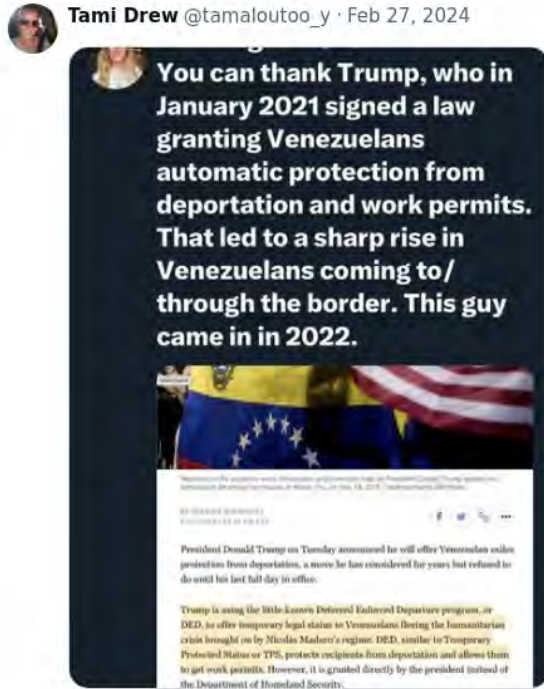 Tami Drew @tamaloutoo_y · Feb 27, 2024
You can thank Trump, who in
January 2021 signed a law
granting Venezuelans
automatic protection from
deportation and work permits.
That led to a sharp rise in
Venezuelans coming to/
through the border. This guy
came in in 2022.
President Donald Trump on Tuesday announced he will offer Venezuelan exiles
protection from deportation, a move he has considered for years but refused to
do until his last full day in office.
Trump is using the little-known Deferred Enforced Departure program, or
DED, to offer temporary legal status to Venezuelans fleeing the humanitarian
crisis brought on by Nicolás Maduro's regime. DED, similar to Temporary
Protected Status or TPS, protects recipients from deportation and allows them
to get work permits. However, it is granted directly by the president instead of
the Department of Homeland Security.